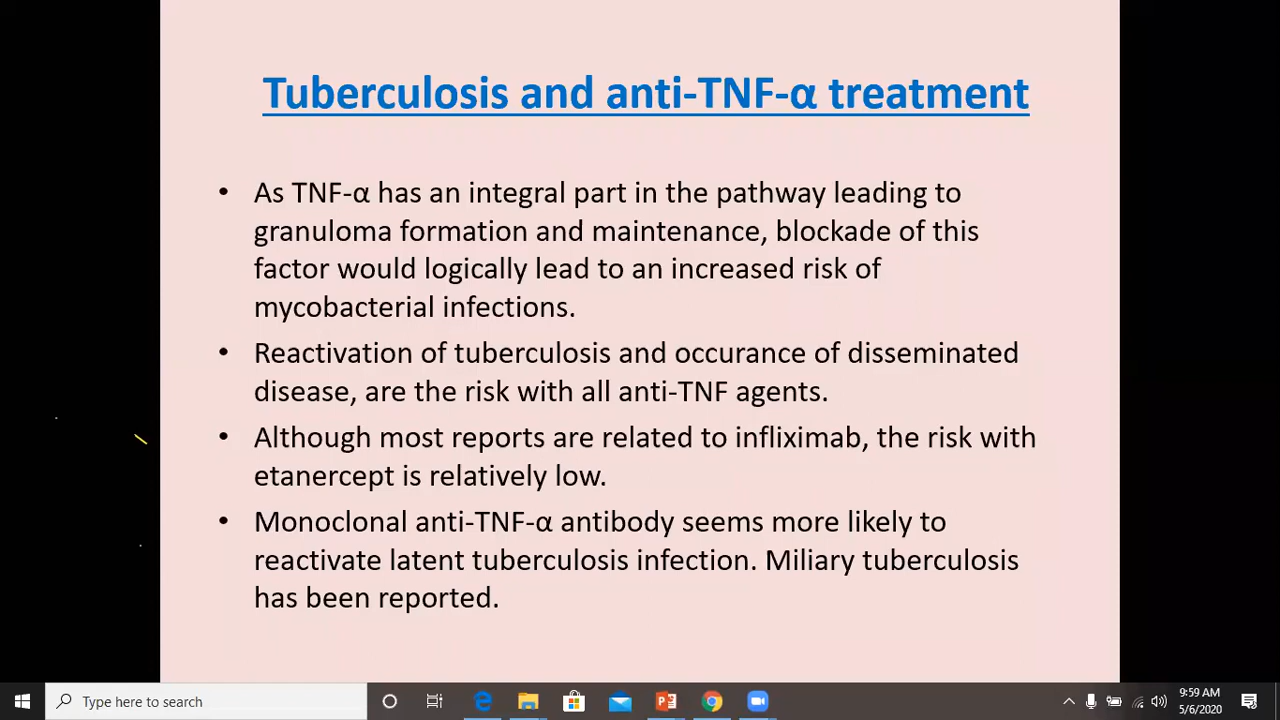 Tuberculosis and anti-TNF-α treatment
• As TNF-α has an integral part in the pathway leading to
granuloma formation and maintenance, blockade of this
factor would logically lead to an increased risk of
mycobacterial infections.
• Reactivation of tuberculosis and occurance of disseminated
disease, are the risk with all anti-TNF agents.
• Although most reports are related to infliximab, the risk with
etanercept is relatively low.
• Monoclonal anti-TNF-α antibody seems more likely to
reactivate latent tuberculosis infection. Miliary tuberculosis
has been reported.
Type here to search
9:59 AM
5/6/2020